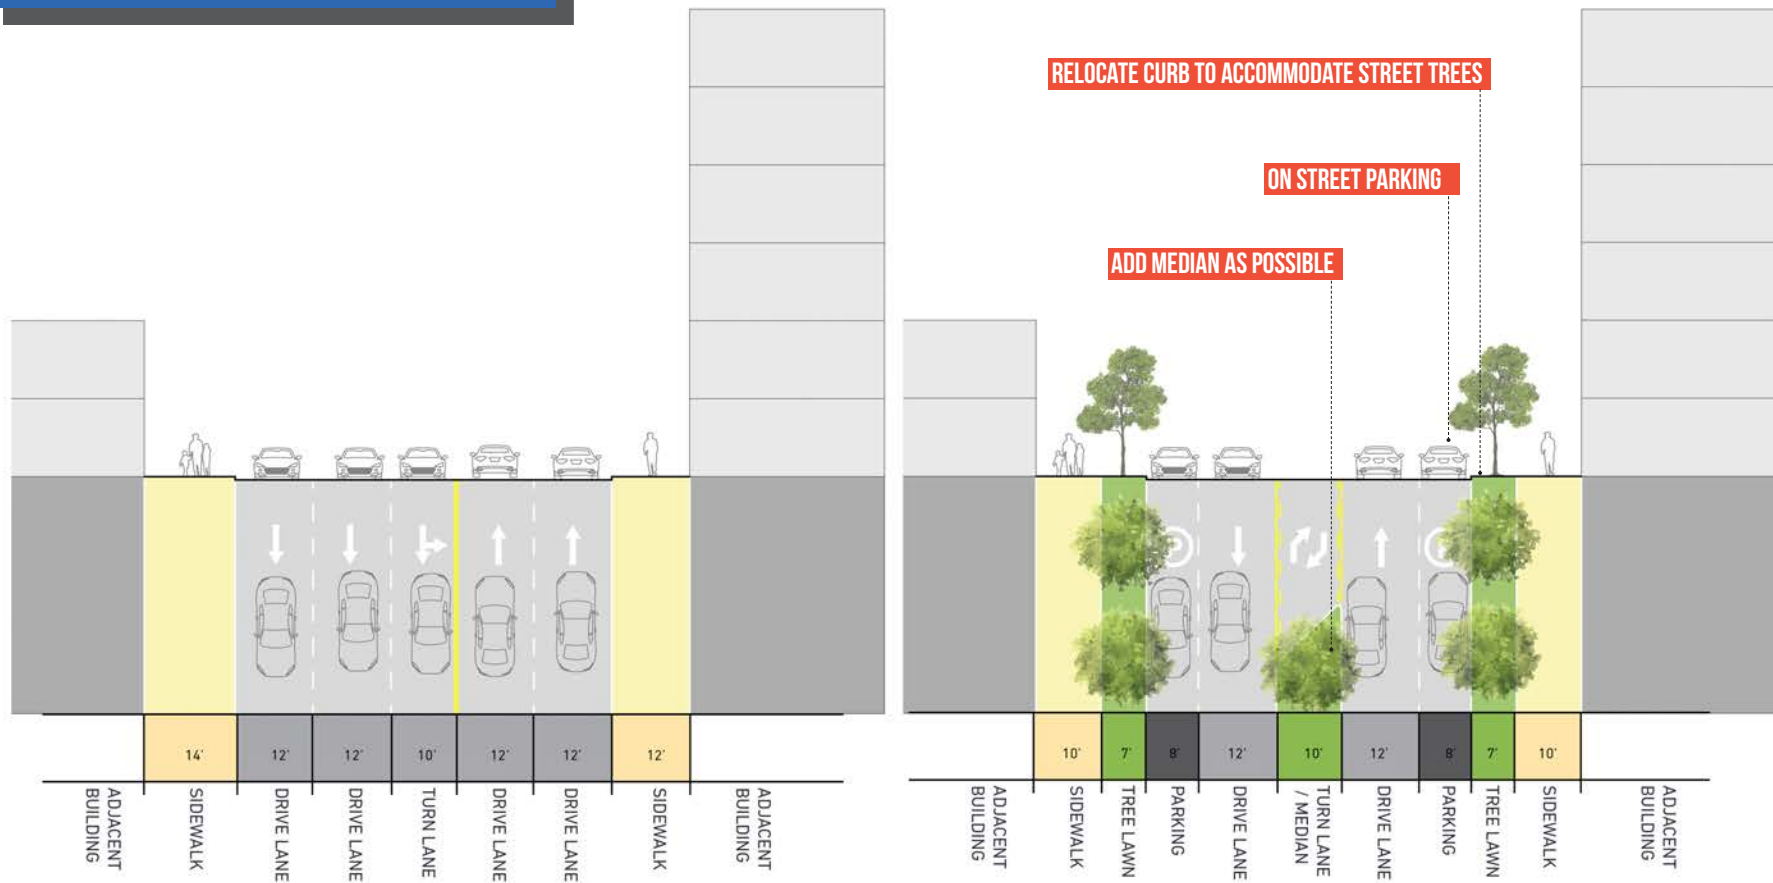 RELOCATE CURB TO ACCOMMODATE STREET TREES
ON STREET PARKING
ADD MEDIAN AS POSSIBLE
P
P
14'
12'
12'
10'
12'
12'
12'
ADJACENT
BUILDING
SIDEWALK
DRIVE LANE
DRIVE LANE
TURN LANE
DRIVE LANE
DRIVE LANE
SIDEWALK
ADJACENT
BUILDING
10'
7'
8'
12'
10'
12'
8'
7'
10'
ADJACENT
BUILDING
SIDEWALK
TREE LAWN
PARKING
DRIVE LANE
TURN LANE
/ MEDIAN
DRIVE LANE
PARKING
TREE LAWN
SIDEWALK
ADJACENT
BUILDING